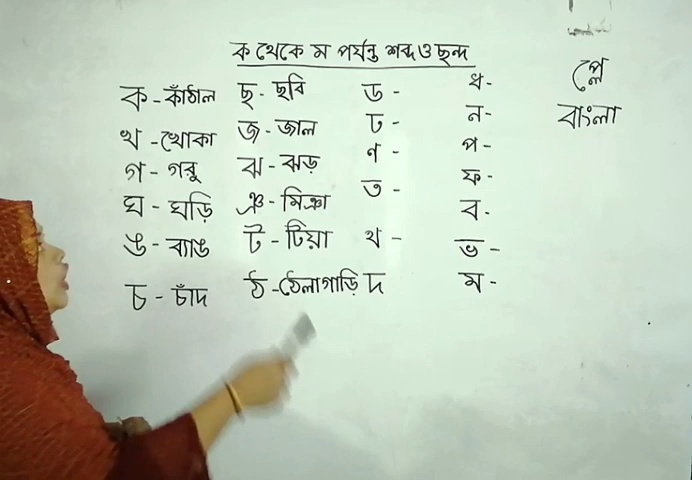 ক থেকে ম পর্যন্ত শব্দ ও ছন্দ
প্লে
বাংলা
ক - কাঁঠাল
খ - খোকা
গ - গরু
ঘ - ঘড়ি
ঙ - ব্যাঙ
চ - চাঁদ
ছ - ছবি
জ - জাল
ঝ - ঝড়
ঞ - মিঞা
ট - টিয়া
ঠ - ঠেলাগাড়ি
ড -
ঢ -
ণ -
ত -
থ -
দ
ধ -
ন -
প -
ফ -
ব -
ভ -
ম -